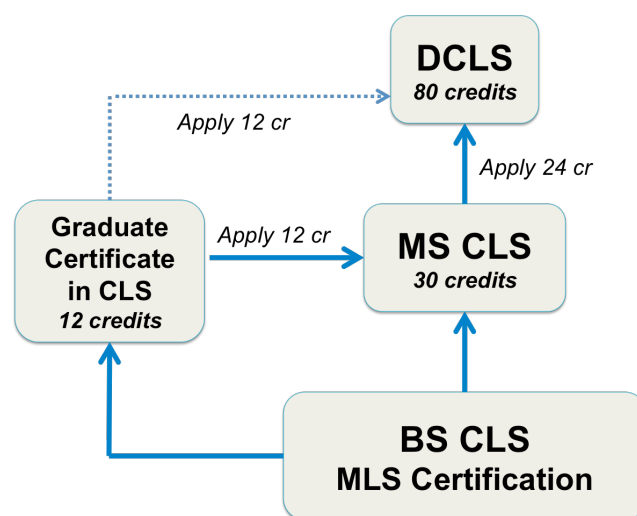 DCLS
80 credits
Apply 12 cr
Apply 24 cr
Graduate
Certificate
in CLS
12 credits
Apply 12 cr
MS CLS
30 credits
BS CLS
MLS Certification